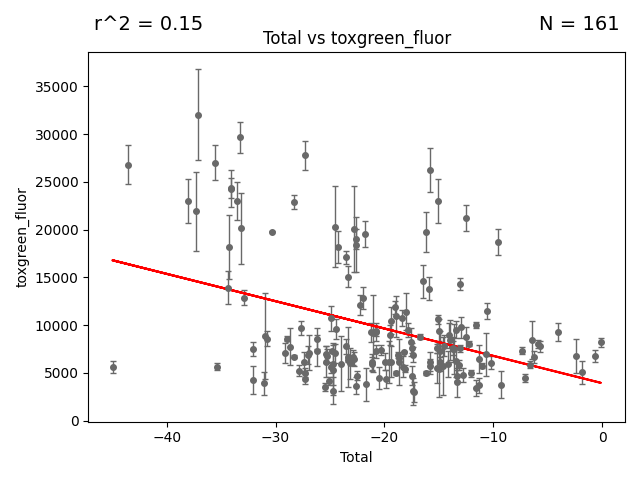 r^2 = 0.15
N = 161
Total vs toxgreen_fluor
35000
30000
25000
20000
15000
10000
5000
0
toxgreen_fluor
−40
−30
−20
−10
0
Total